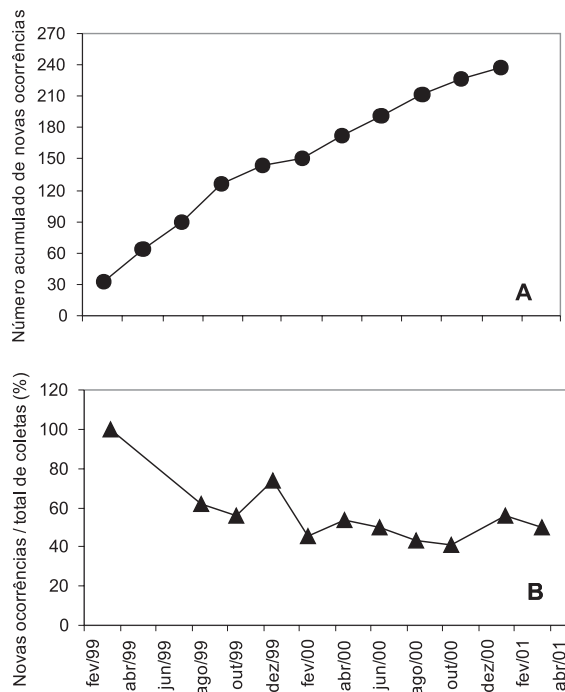 Número acumulado de novas ocorrências
270
240
210
180
150
120
90
60
30
0
A
Novas ocorrências / total de coletas (%)
120
100
80
60
40
20
0
B
fev/99
abr/99
jun/99
ago/99
out/99
dez/99
fev/00
abr/00
jun/00
ago/00
out/00
dez/00
fev/01
abr/01